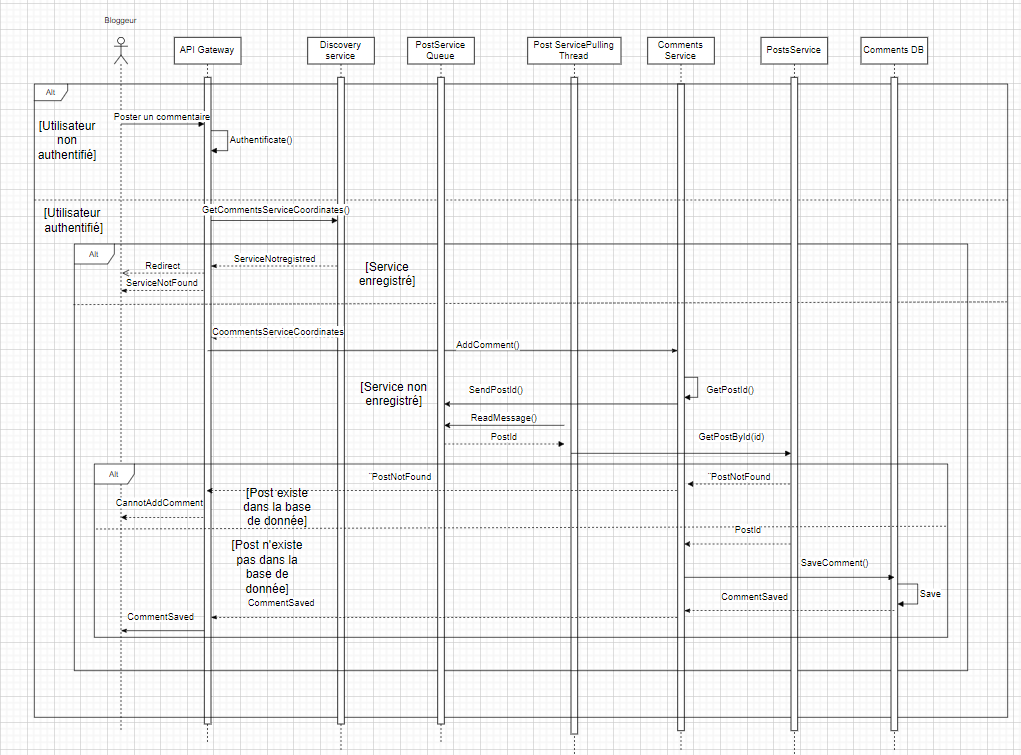 Bloggeur
API Gateway
Discovery
service
PostService
Queue
Post ServicePulling
Thread
Comments
Service
PostsService
Comments DB
Alt
Poster un commentaire
[Utilisateur
non
authentifié]
Authentificate()
[Utilisateur
authentifié]
GetCommentsServiceCoordinates()
Alt
ServiceNotregistred
Redirect
[Service
enregistré]
ServiceNotFound
CoommentsServiceCoordinates
AddComment()
[Service non
enregistré]
SendPostId()
GetPostId()
ReadMessage()
PostId
GetPostById(id)
Alt
¨PostNotFound
¨PostNotFound
[Post existe
dans la base
de donnée]
CannotAddComment
PostId
[Post n'existe
pas dans la
base de
donnée]
SaveComment()
Save
CommentSaved
CommentSaved
CommentSaved